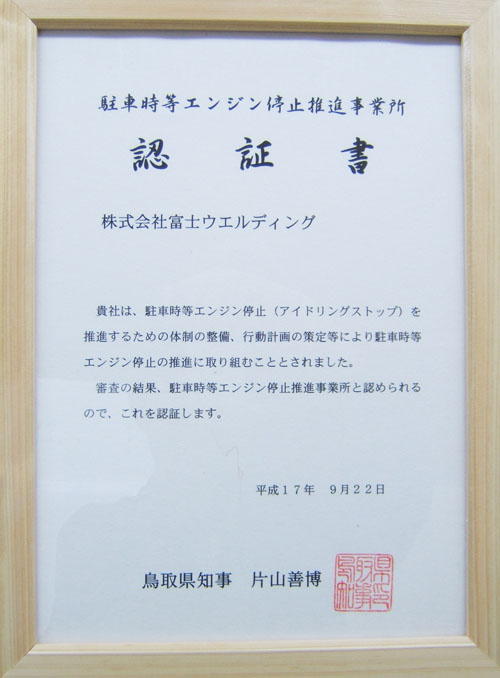 駐車時等エンジン停止推進事業所
認証書
株式会社富士ウエルディング
貴社は、駐車時等エンジン停止（アイドリングストップ）を
推進するための体制の整備、行動計画の策定等により駐車時等
エンジン停止の推進に取り組むこととされました。
審査の結果、駐車時等エンジン停止推進事業所と認められる
ので、これを認証します。
平成１７年　９月２２日
鳥取県知事　片山善博